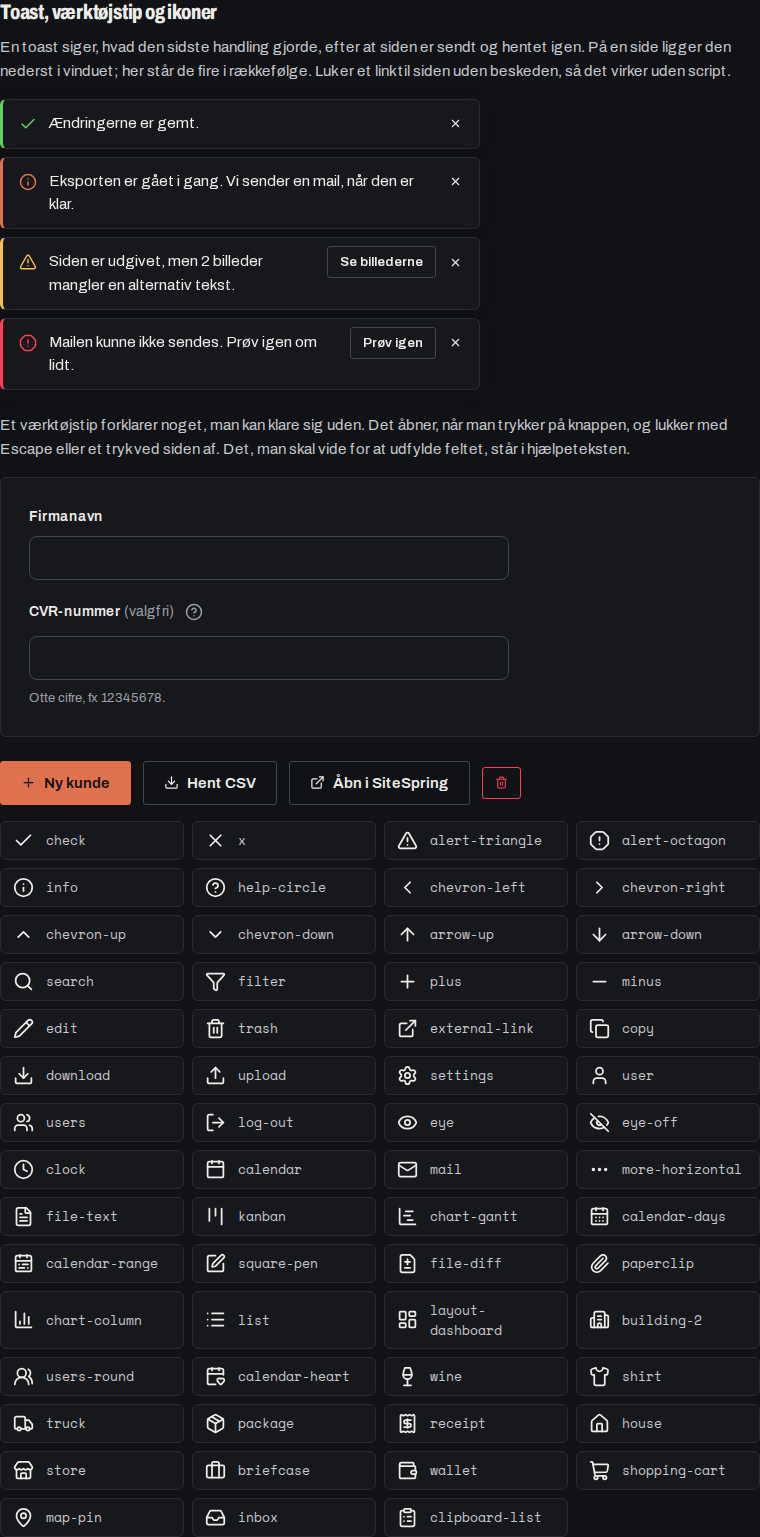 Toast, værktøjstip og ikoner
En toast siger, hvad den sidste handling gjorde, efter at siden er sendt og hentet igen. På en side ligger den
nederst i vinduet; her står de fire i rækkefølge. Luk er et link til siden uden beskeden, så det virker uden script.
Ændringerne er gemt.
Eksporten er gået i gang. Vi sender en mail, når den er
klar.
Siden er udgivet, men 2 billeder
mangler en alternativ tekst.
Se billederne
Mailen kunne ikke sendes. Prøv igen om
lidt.
Prøv igen
Et værktøjstip forklarer noget, man kan klare sig uden. Det åbner, når man trykker på knappen, og lukker med
Escape eller et tryk ved siden af. Det, man skal vide for at udfylde feltet, står i hjælpeteksten.
Firmanavn
CVR-nummer (valgfri)
Otte cifre, fx 12345678.
Ny kunde
Hent CSV
Åbn i SiteSpring
check
x
alert-triangle
alert-octagon
info
help-circle
chevron-left
chevron-right
chevron-up
chevron-down
arrow-up
arrow-down
search
filter
plus
minus
edit
trash
external-link
copy
download
upload
settings
user
users
log-out
eye
eye-off
clock
calendar
mail
more-horizontal
file-text
kanban
chart-gantt
calendar-days
calendar-range
square-pen
file-diff
paperclip
chart-column
list
layout-
dashboard
building-2
users-round
calendar-heart
wine
shirt
truck
package
receipt
house
store
briefcase
wallet
shopping-cart
map-pin
inbox
clipboard-list